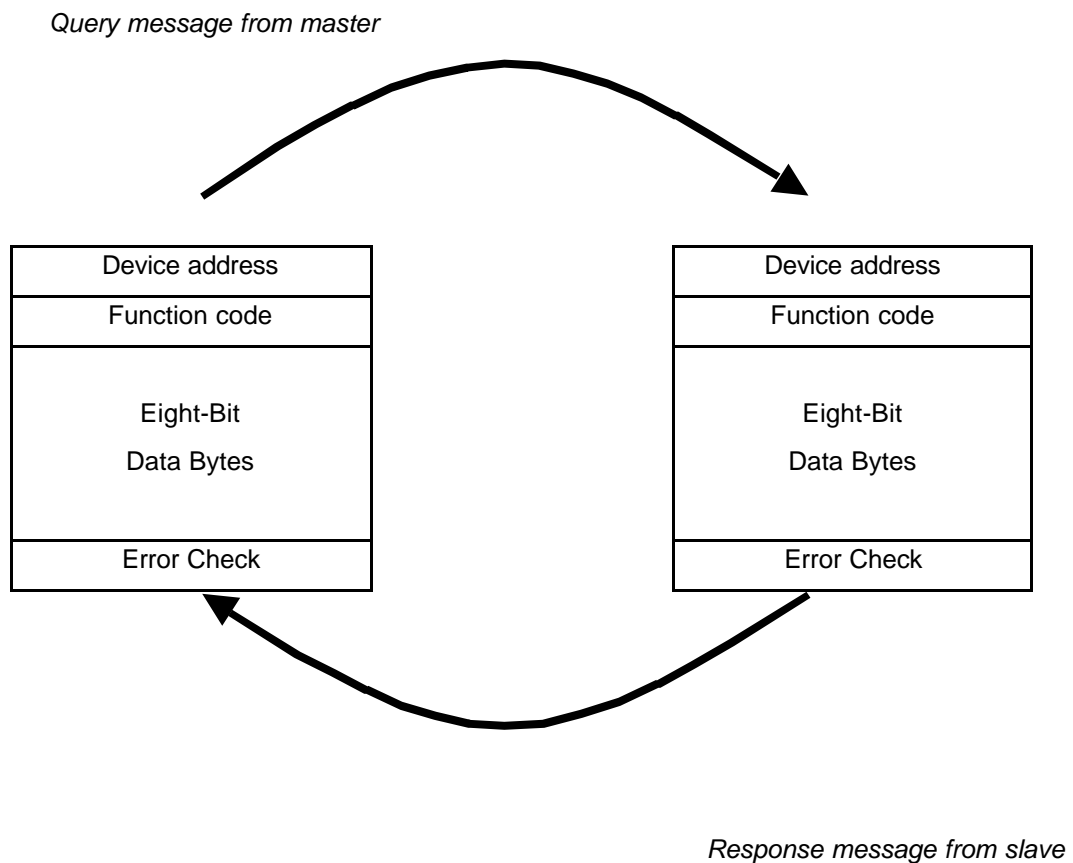 Query message from master
Device address
Function code
Eight-Bit
Data Bytes
Error Check
Device address
Function code
Eight-Bit
Data Bytes
Error Check
Response message from slave